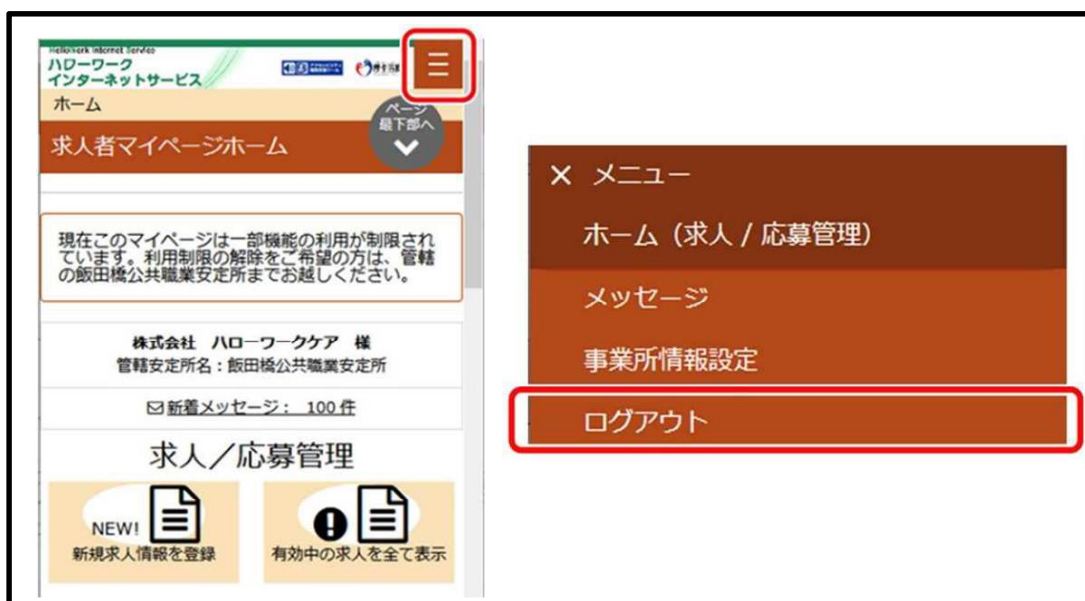 HelloWork Internet Service
ハローワーク
インターネットサービス
ホーム
ページ
最下部へ
求人者マイページホーム
現在このマイページは一部機能の利用が制限され
ています。利用制限の解除をご希望の方は、管轄
の飯田橋公共職業安定所までお越しください。
株式会社 ハローワークケア 様
管轄安定所名：飯田橋公共職業安定所
新着メッセージ： 100 件
求人／応募管理
NEW!
新規求人情報を登録
有効中の求人を全て表示
× メニュー
ホーム（求人 / 応募管理）
メッセージ
事業所情報設定
ログアウト